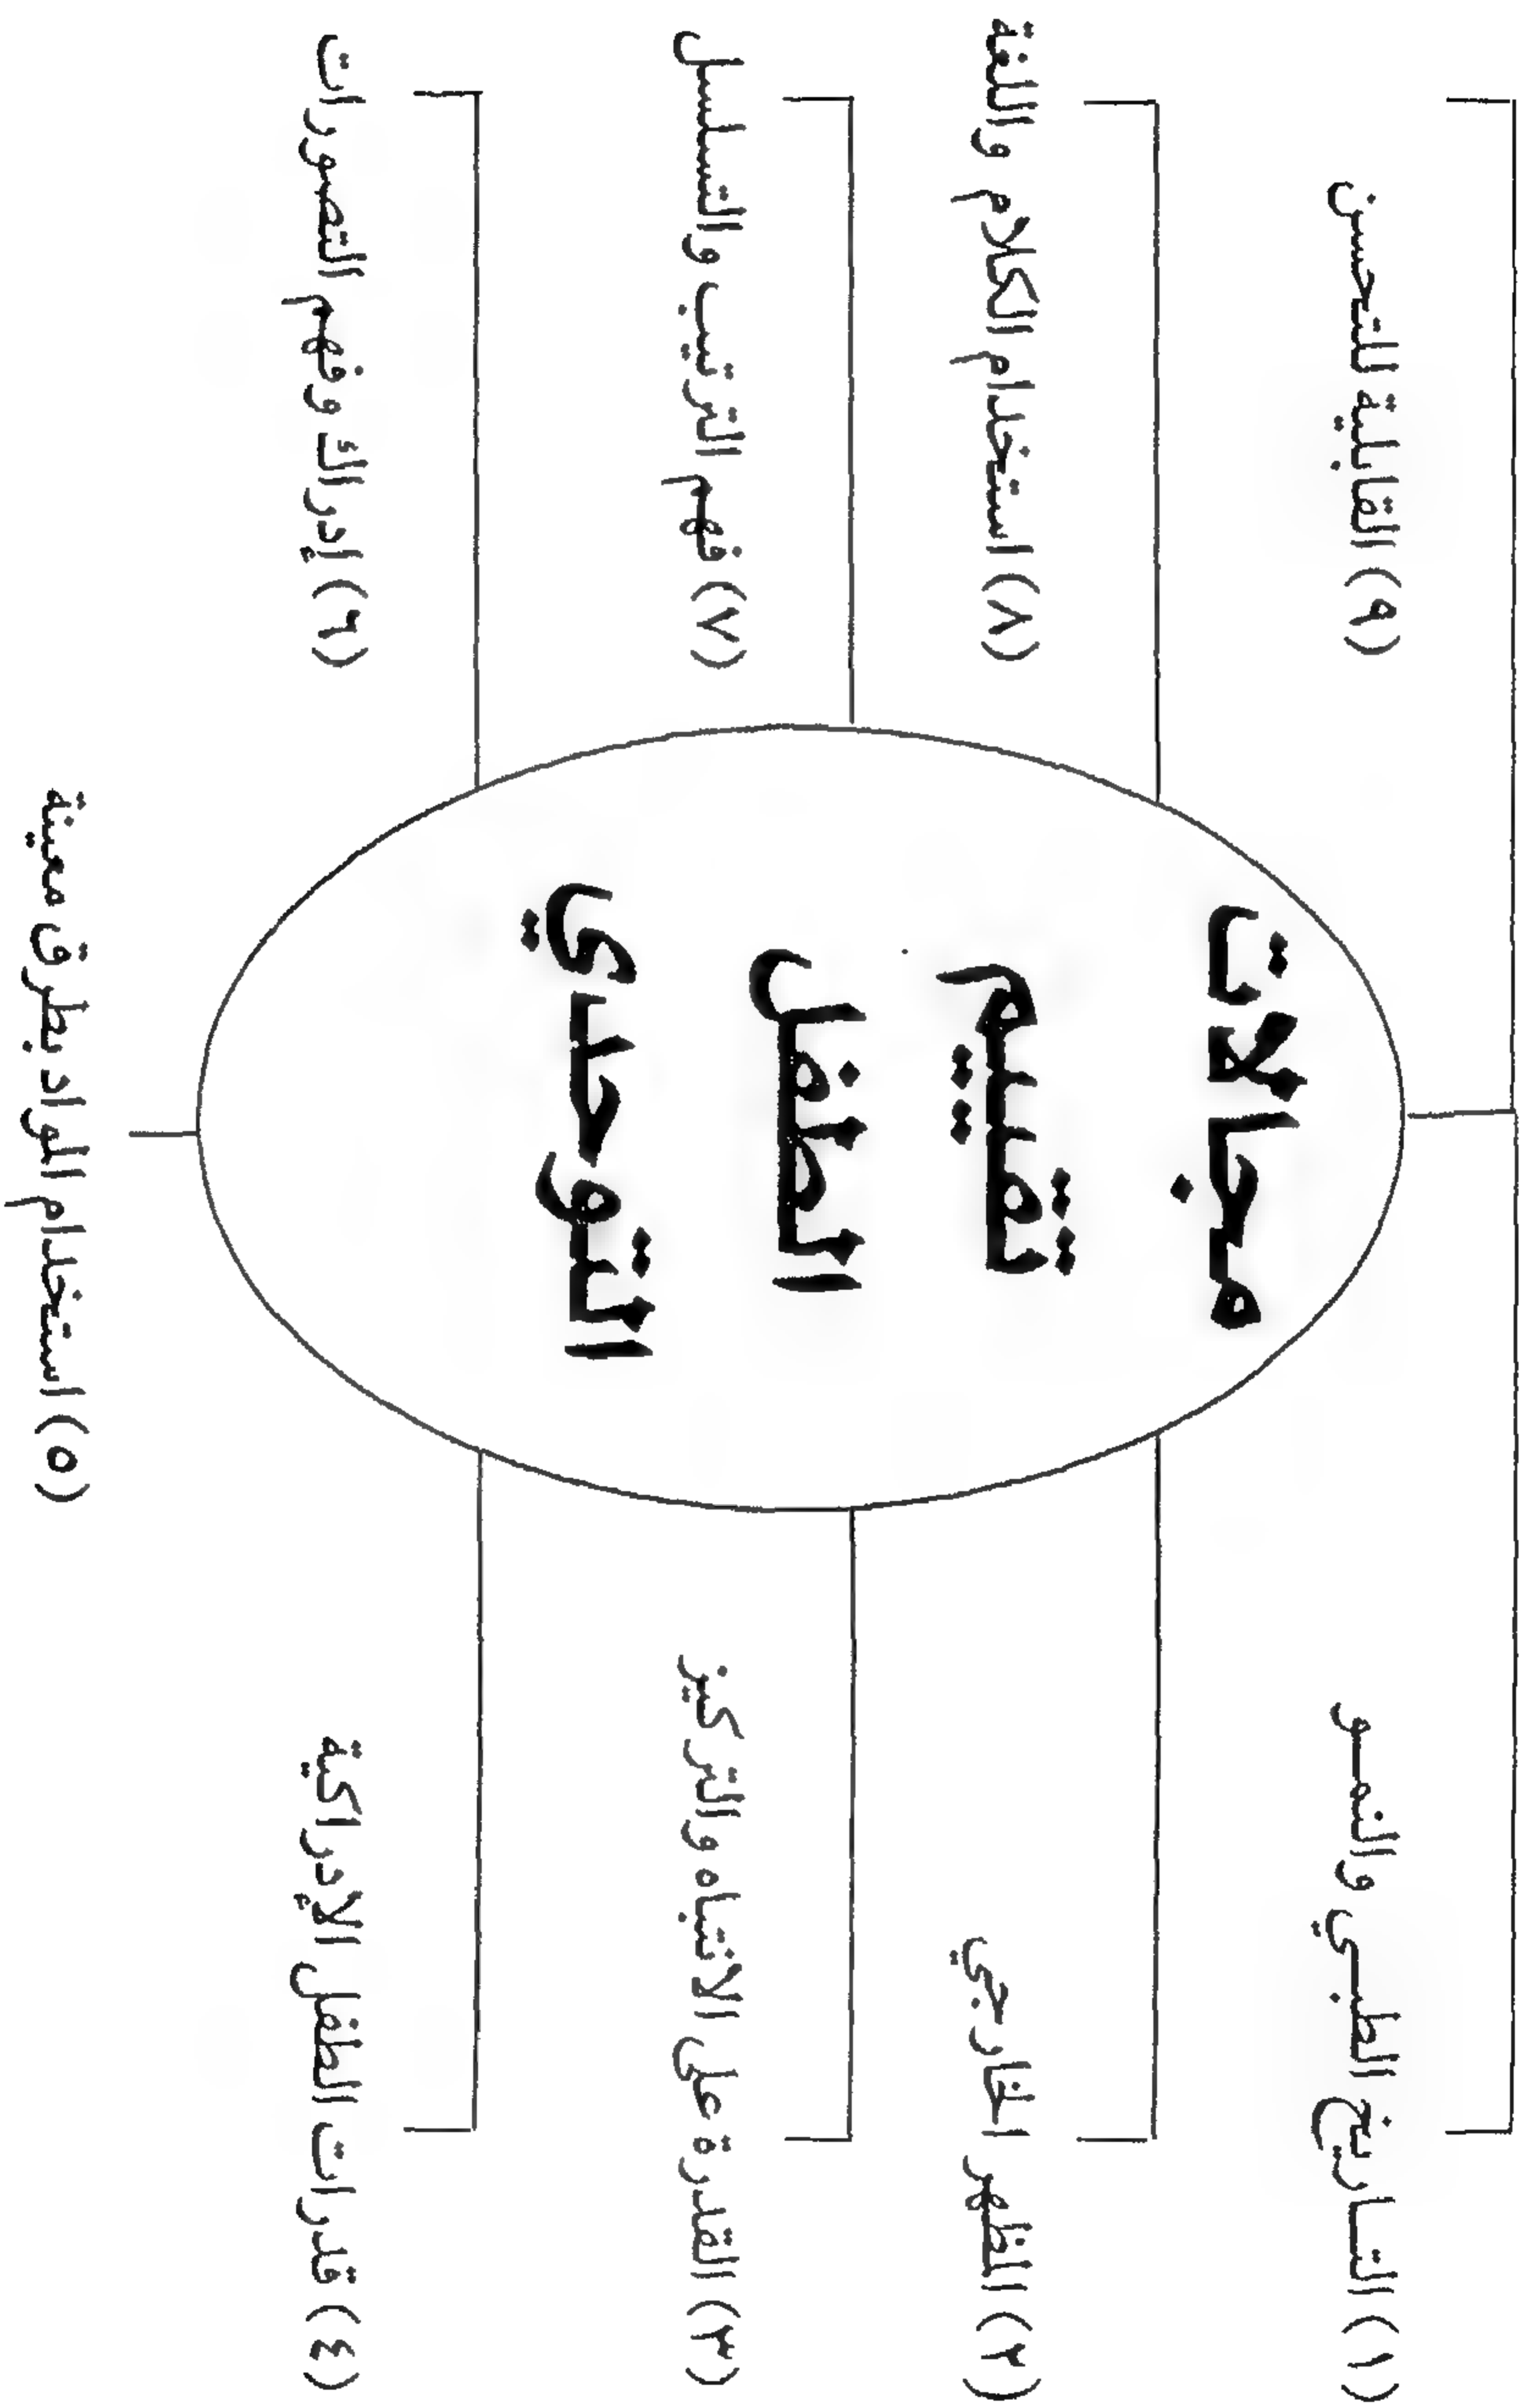 مجالات
تقييم
الطفل
التوحدي
(١) التاريخ الطبي والنمو
(٢) المظهر الخارجي
(٣) القدرة على الانتباه والتركيز
(٤) قدرات الطفل الإدراكية
(٥) استخدام المواد بطرق معينة
(٦) إدراك وفهم التصورات
(٧) فهم الترتيب والتسلسل
(٨) استخدام الكلام واللغة
(٩) القابلية للتحسن